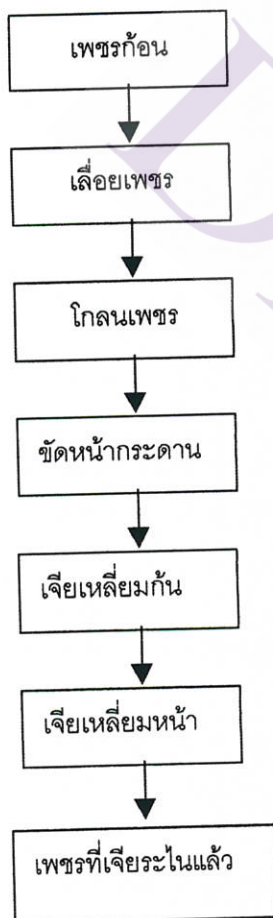 เพชรก้อน
เลื่อยเพชร
โกลนเพชร
ขัดหน้ากระดาน
เจียเหลี่ยมก้น
เจียเหลี่ยมหน้า
เพชรที่เจียระไนแล้ว